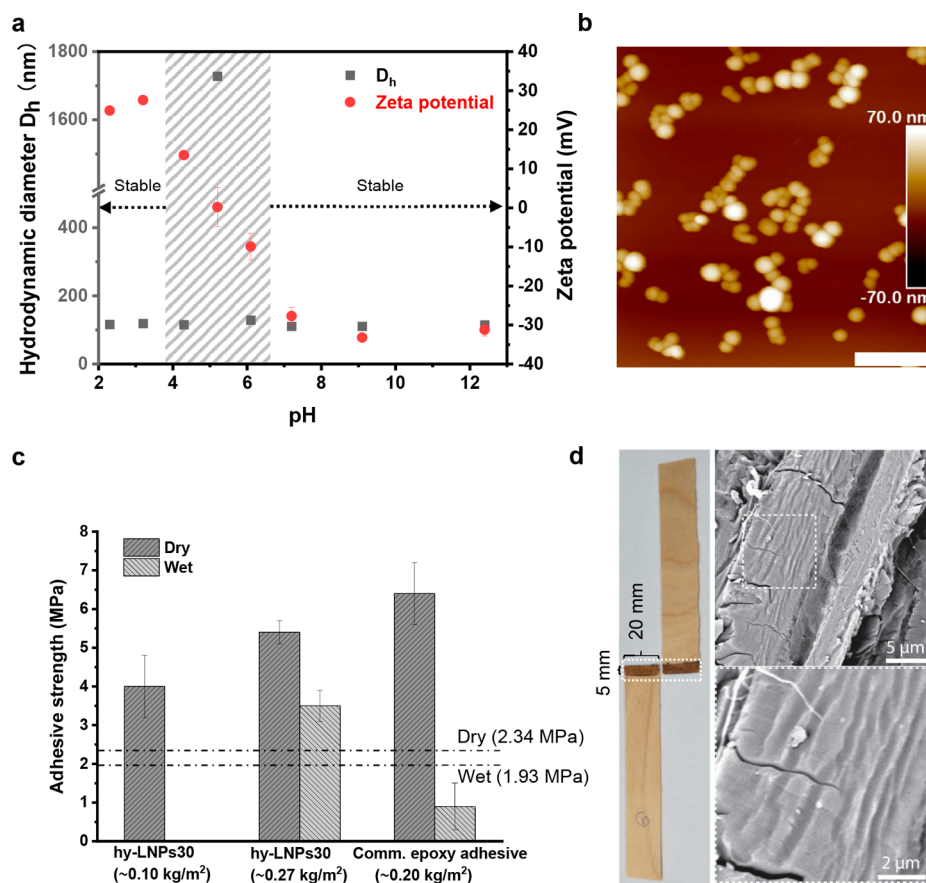 a
Hydrodynamic diameter Dh (nm)
1800
1600
400
200
100
0
40
30
20
10
0
-10
-20
-30
-40
Zeta potential (mV)
Dh
Zeta potential
Stable
Stable
2 4 6 8 10 12
pH
b
70.0 nm
-70.0 nm
c
Adhesive strength (MPa)
8
7
6
5
4
3
2
1
0
Dry
Wet
Dry (2.34 MPa)
Wet (1.93 MPa)
hy-LNPs30 hy-LNPs30 Comm. epoxy adhesive
(~0.10 kg/m²) (~0.27 kg/m²) (~0.20 kg/m²)
d
20 mm
5 mm
5 µm
2 µm